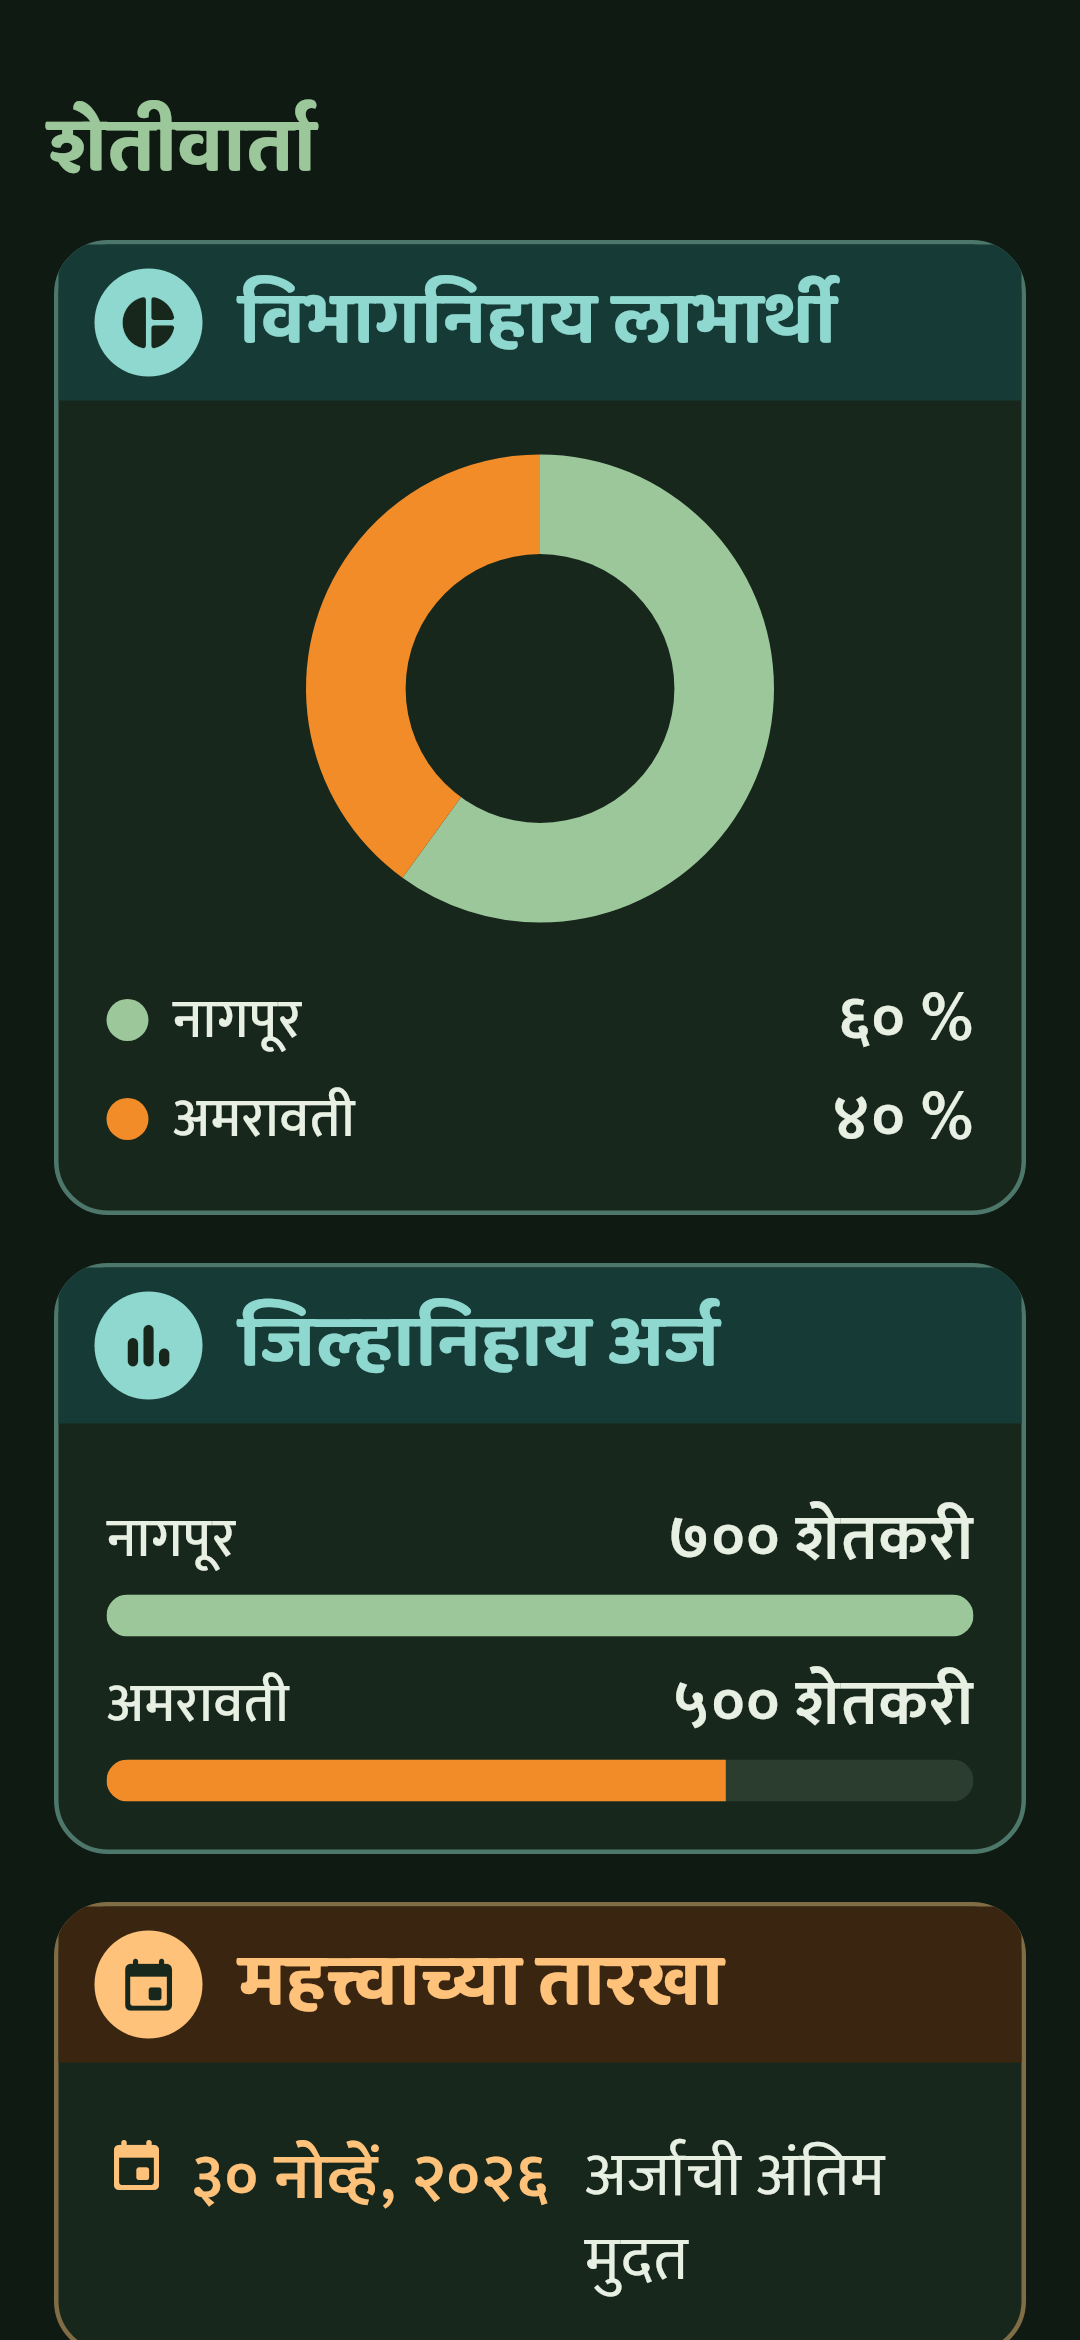 शेतीवार्ता
विभागनिहाय लाभार्थी
नागपूर ६० %
अमरावती ४० %
जिल्हानिहाय अर्ज
नागपूर ७०० शेतकरी
अमरावती ५०० शेतकरी
महत्त्वाच्या तारखा
३० नोव्हें, २०२६ अर्जाची अंतिम
मुदत